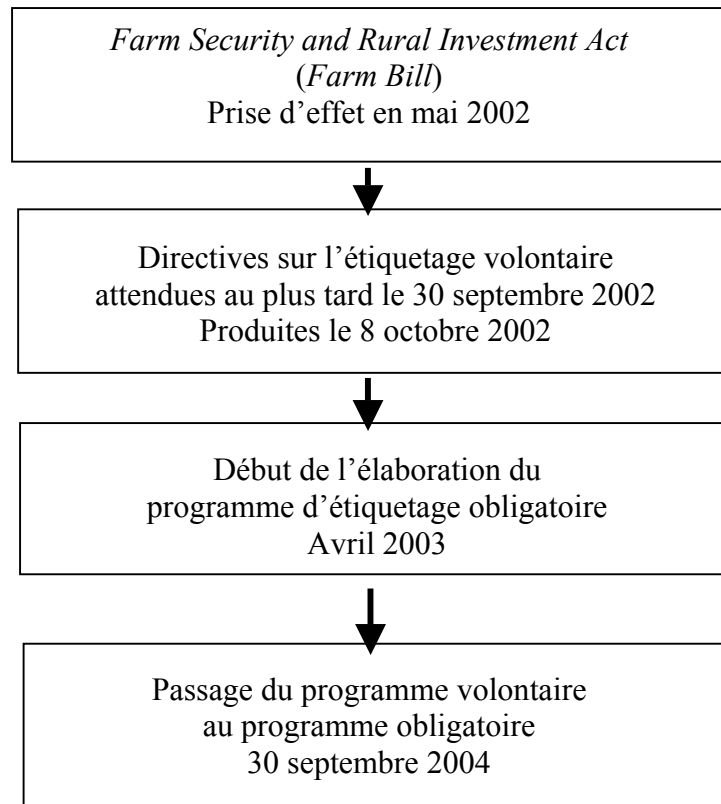 Farm Security and Rural Investment Act
(Farm Bill)
Prise d’effet en mai 2002
Directives sur l’étiquetage volontaire
attendues au plus tard le 30 septembre 2002
Produites le 8 octobre 2002
Début de l’élaboration du
programme d’étiquetage obligatoire
Avril 2003
Passage du programme volontaire
au programme obligatoire
30 septembre 2004